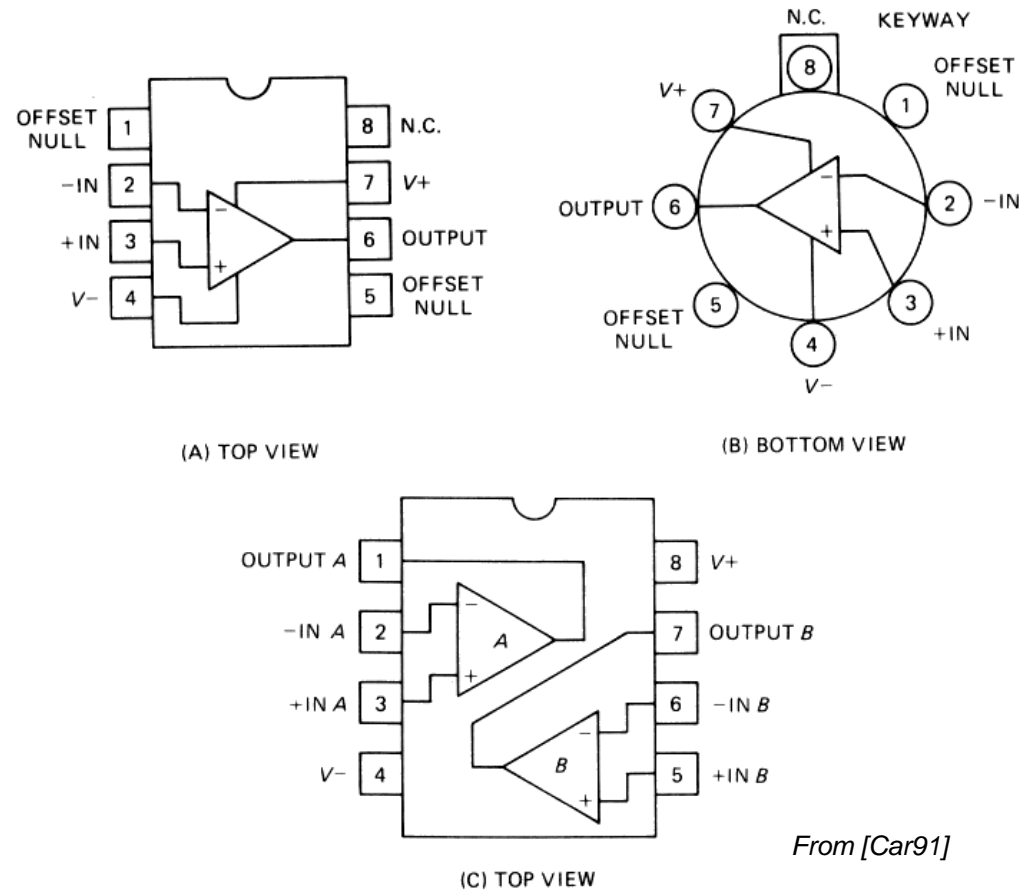 OFFSET
NULL
1
8
N.C.
−IN
2
−
7
V+
+IN
3
+
6
OUTPUT
V−
4
5
OFFSET
NULL
(A) TOP VIEW
N.C.
KEYWAY
8
OFFSET
NULL
V+
7
1
−
OUTPUT
6
2
−IN
+
OFFSET
NULL
5
3
+IN
4
V−
(B) BOTTOM VIEW
OUTPUT A
1
8
V+
−IN A
2
−
A
+
7
OUTPUT B
+IN A
3
6
−IN B
−
B
+
V−
4
5
+IN B
From [Car91]
(C) TOP VIEW